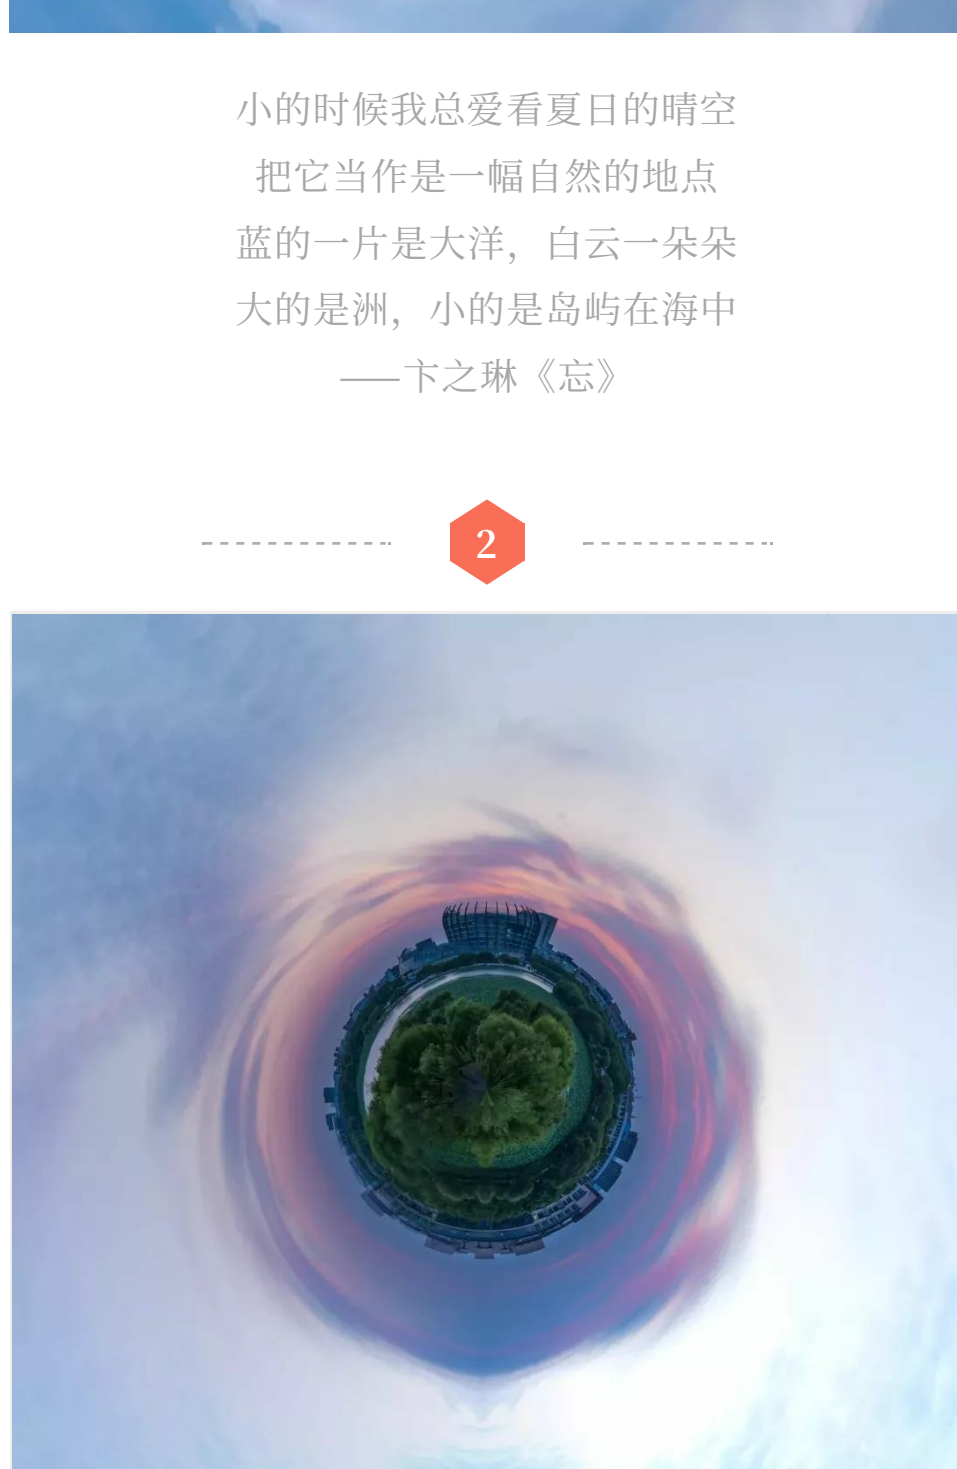 小的时候我总爱看夏日的晴空
把它当作是一幅自然的地点
蓝的一片是大洋，白云一朵朵
大的是洲，小的是岛屿在海中
——卞之琳《忘》
2